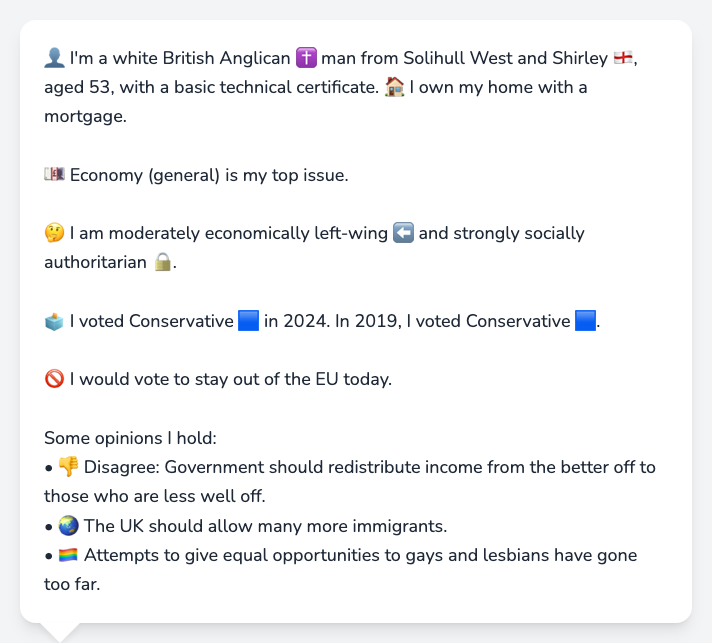 👤 I'm a white British Anglican ✝️ man from Solihull West and Shirley 🏴󠁧󠁢󠁥󠁮󠁧󠁿,
aged 53, with a basic technical certificate. 🏠 I own my home with a
mortgage.
💷 Economy (general) is my top issue.
🤔 I am moderately economically left-wing ⬅️ and strongly socially
authoritarian 🔒.
🗳️ I voted Conservative 🟦 in 2024. In 2019, I voted Conservative 🟦.
🚫 I would vote to stay out of the EU today.
Some opinions I hold:
• 👎 Disagree: Government should redistribute income from the better off to
those who are less well off.
• 🌏 The UK should allow many more immigrants.
• 🏳️‍🌈 Attempts to give equal opportunities to gays and lesbians have gone
too far.